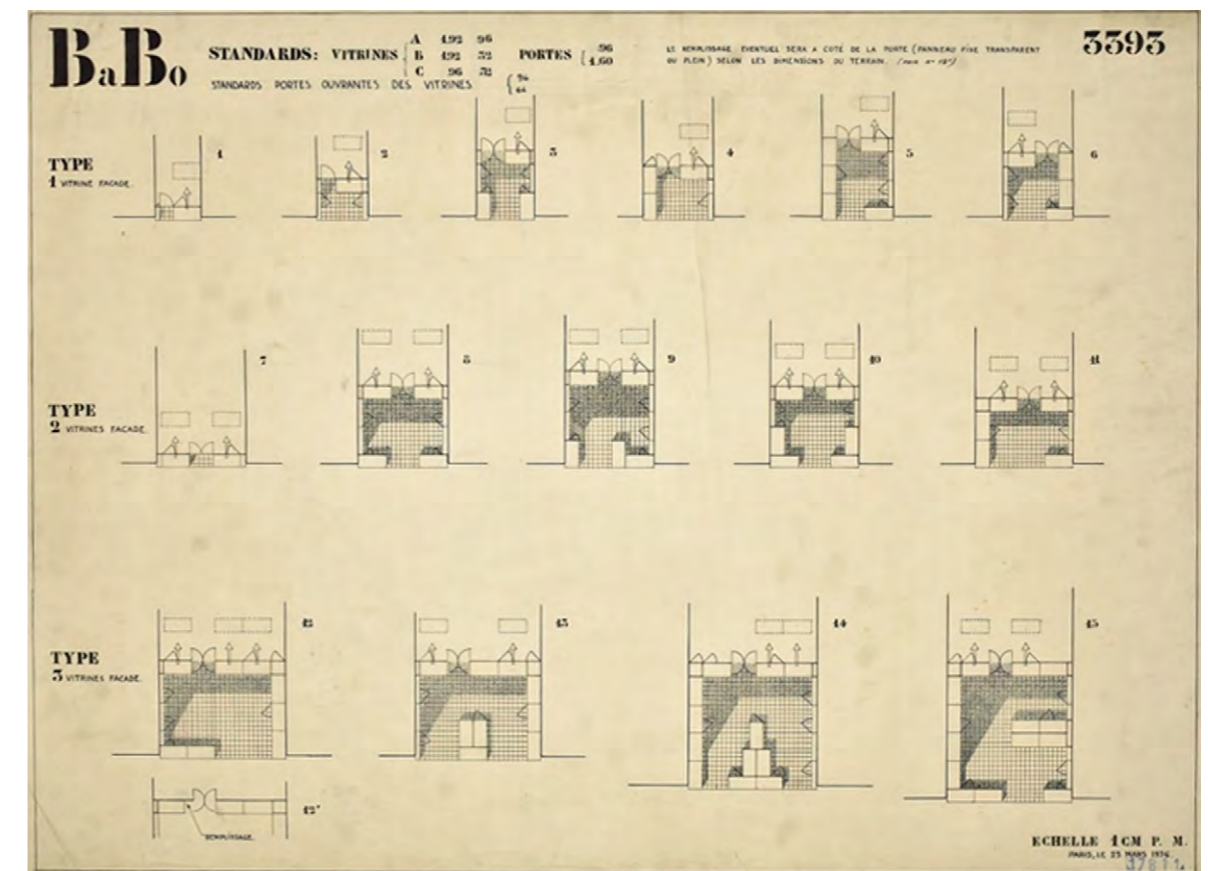 BaBo
STANDARDS: VITRINES { A 1.92 96
B 192 32
C 96 32
PORTES { .96
1.60
STANDARDS PORTES OUVRANTES DES VITRINES
LE REMPLISSAGE EVENTUEL SERA A COTÉ DE LA PORTE (PANNEAU FIXE TRANSPARENT
OU PLEIN) SELON LES DIMENSIONS DU TERRAIN.
3393
TYPE
1 VITRINE FACADE.
1
2
3
4
5
6
TYPE
2 VITRINES FACADE.
7
8
9
10
11
TYPE
3 VITRINES FACADE.
12
13
14
15
12'
REMPLISSAGE.
ECHELLE 1CM P. M.
PARIS, LE 23 MARS 1936.